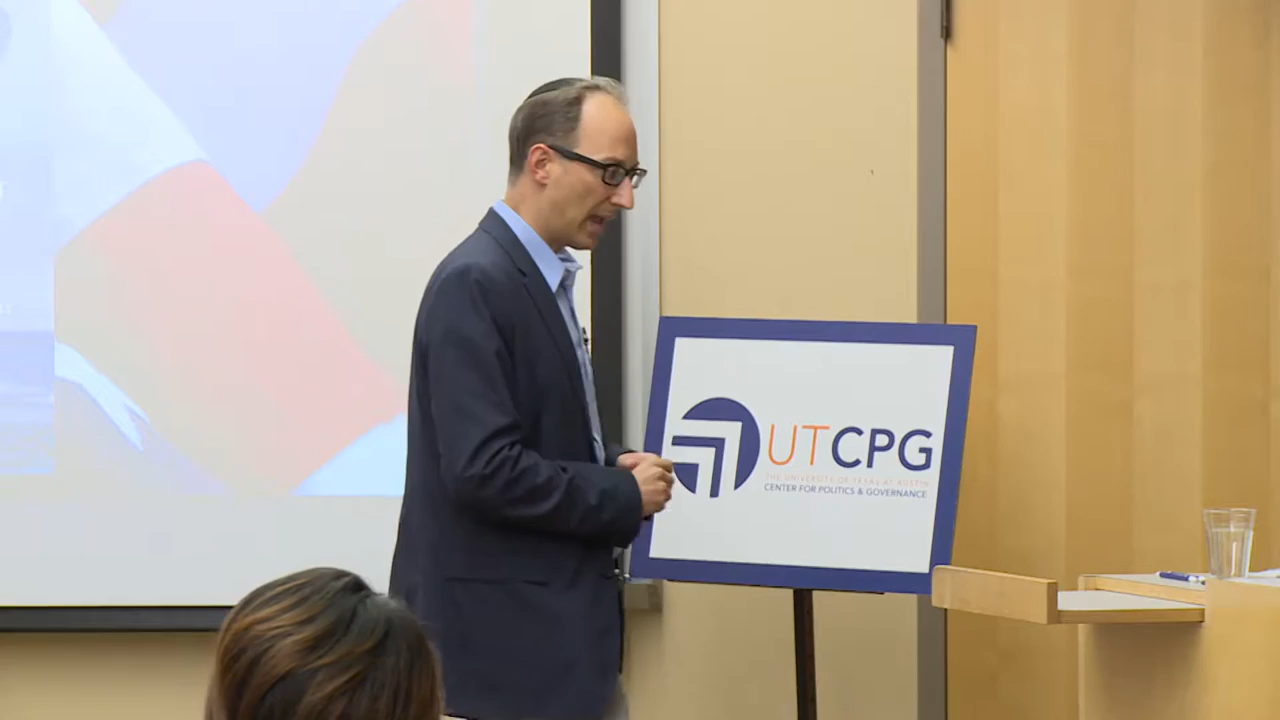 UTCPG
THE UNIVERSITY OF TEXAS AT AUSTIN
CENTER FOR POLITICS & GOVERNANCE